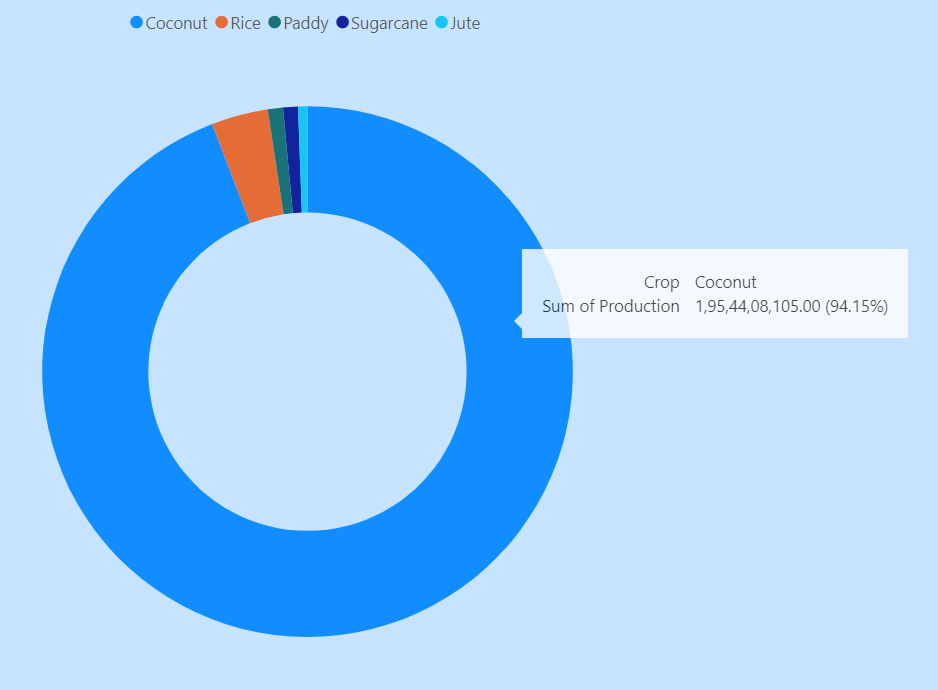 Coconut Rice Paddy Sugarcane Jute
Crop Coconut
Sum of Production 1,95,44,08,105.00 (94.15%)